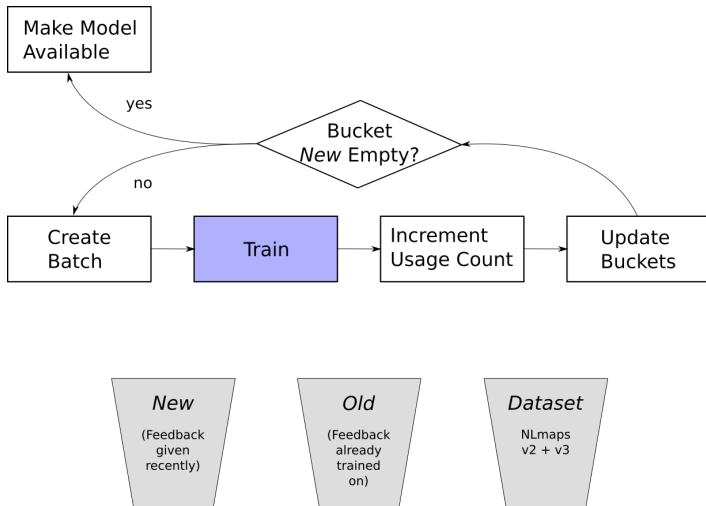 Make Model
Available
yes
Bucket
New Empty?
no
Create
Batch
Train
Increment
Usage Count
Update
Buckets
New
(Feedback
given
recently)
Old
(Feedback
already
trained
on)
Dataset
NLmaps
v2 + v3